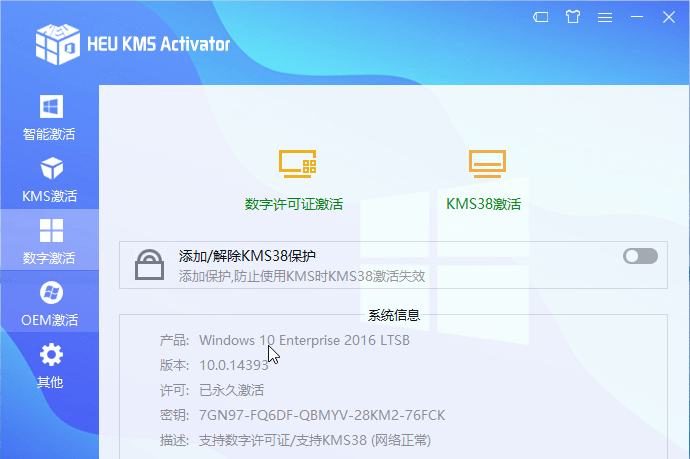 HEU KMS Activator
智能激活
KMS激活
数字激活
OEM激活
其他
数字许可证激活
KMS38激活
添加/解除KMS38保护
添加保护,防止使用KMS时KMS38激活失效
系统信息
产品: Windows 10 Enterprise 2016 LTSB
版本: 10.0.14393
许可: 已永久激活
密钥: 7GN97-FQ6DF-QBMYV-28KM2-76FCK
描述: 支持数字许可证/支持KMS38 (网络正常)